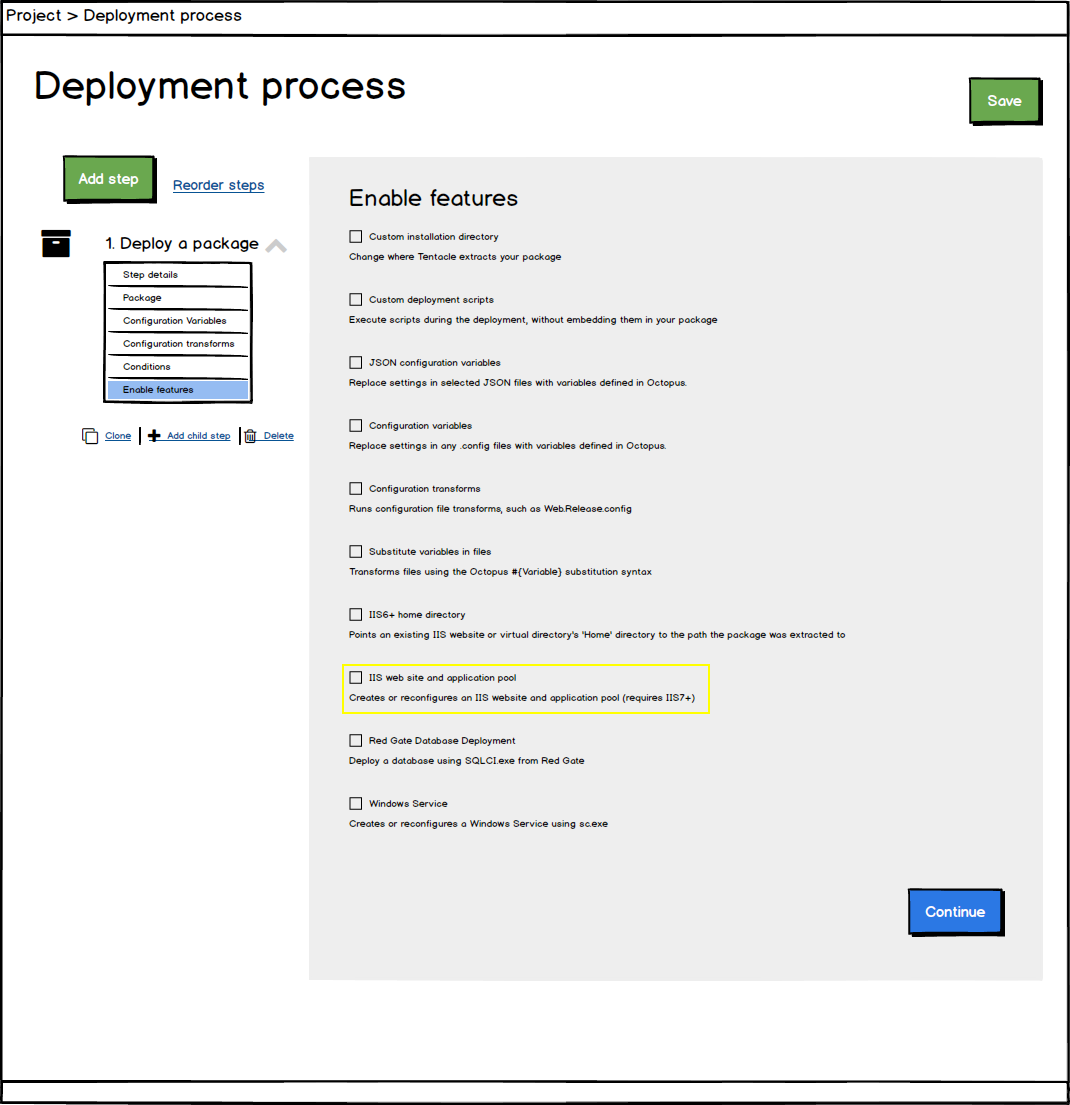 Project > Deployment process
Deployment process
Save
Add step
Reorder steps
1. Deploy a package
Step details
Package
Configuration Variables
Configuration transforms
Conditions
Enable features
Clone
Add child step
Delete
Enable features
Custom installation directory
Change where Tentacle extracts your package
Custom deployment scripts
Execute scripts during the deployment, without embedding them in your package
JSON configuration variables
Replace settings in selected JSON files with variables defined in Octopus.
Configuration variables
Replace settings in any .config files with variables defined in Octopus.
Configuration transforms
Runs configuration file transforms, such as Web.Release.config
Substitute variables in files
Transforms files using the Octopus #{Variable} substitution syntax
IIS6+ home directory
Points an existing IIS website or virtual directory's 'Home' directory to the path the package was extracted to
IIS web site and application pool
Creates or reconfigures an IIS website and application pool (requires IIS7+)
Red Gate Database Deployment
Deploy a database using SQLCI.exe from Red Gate
Windows Service
Creates or reconfigures a Windows Service using sc.exe
Continue